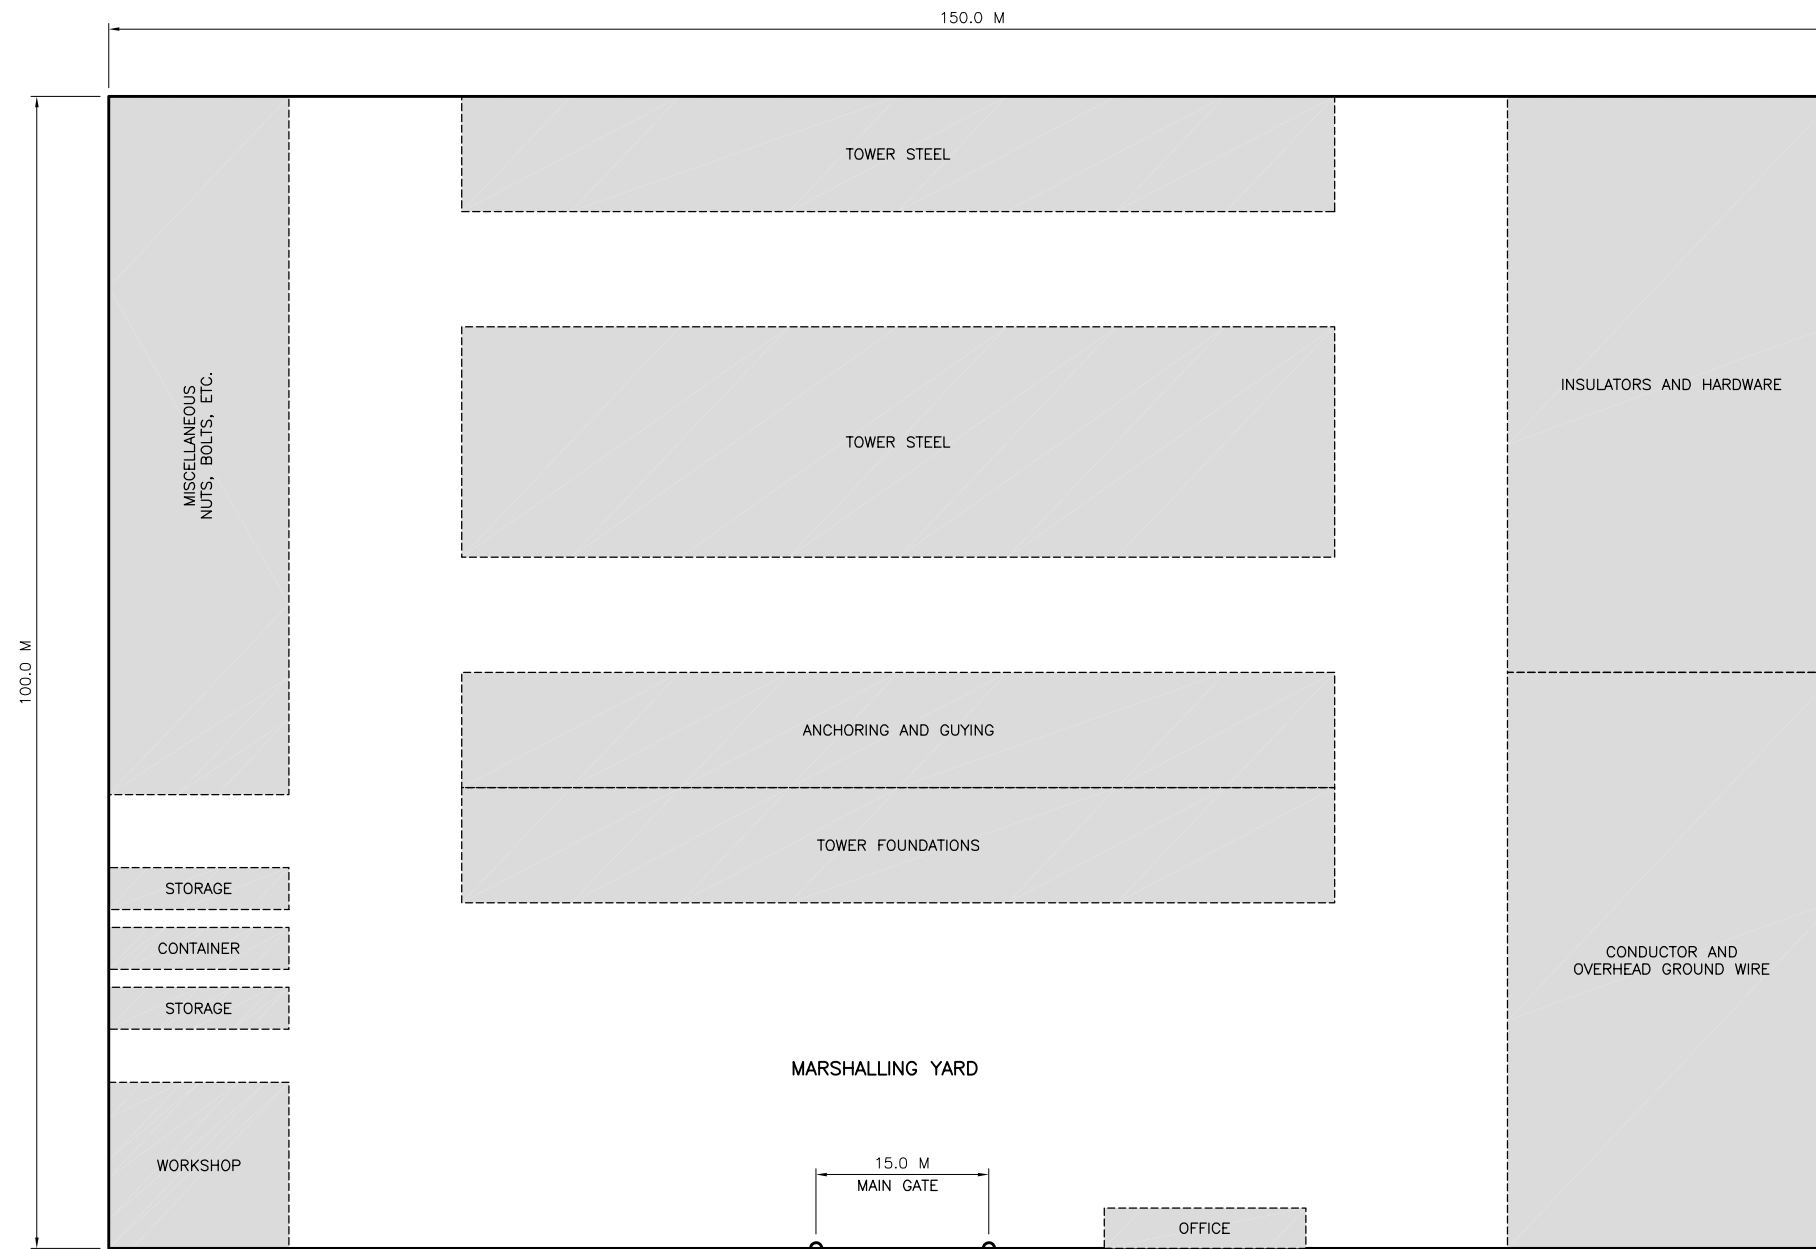 150.0 M
TOWER STEEL
MISCELLANEOUS
NUTS, BOLTS, ETC.
INSULATORS AND HARDWARE
TOWER STEEL
100.0 M
ANCHORING AND GUYING
TOWER FOUNDATIONS
STORAGE
CONTAINER
STORAGE
CONDUCTOR AND
OVERHEAD GROUND WIRE
MARSHALLING YARD
WORKSHOP
15.0 M
MAIN GATE
OFFICE